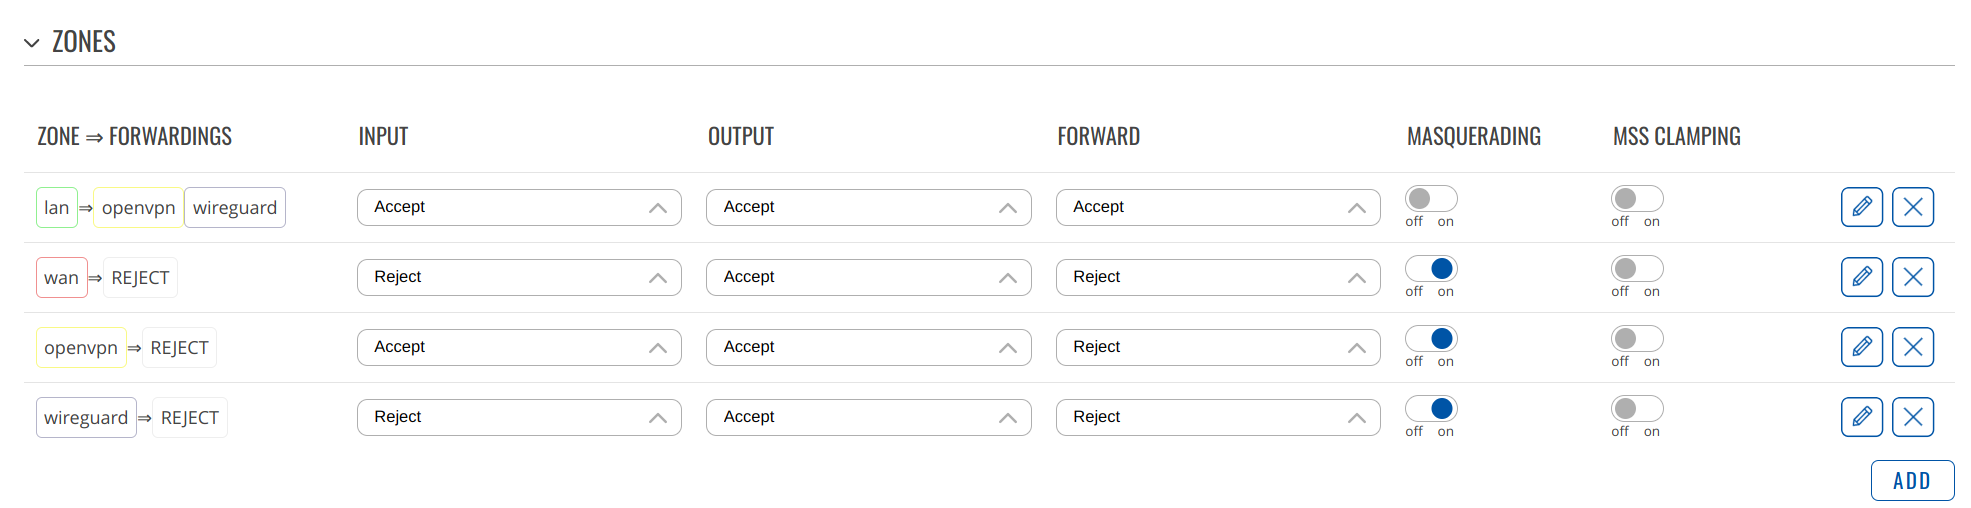 ZONES
ZONE ⇒ FORWARDINGS INPUT OUTPUT FORWARD MASQUERADING MSS CLAMPING
lan ⇒ openvpn wireguard Accept Accept Accept off on off on
wan ⇒ REJECT Reject Accept Reject off on off on
openvpn ⇒ REJECT Accept Accept Reject off on off on
wireguard ⇒ REJECT Reject Accept Reject off on off on
ADD